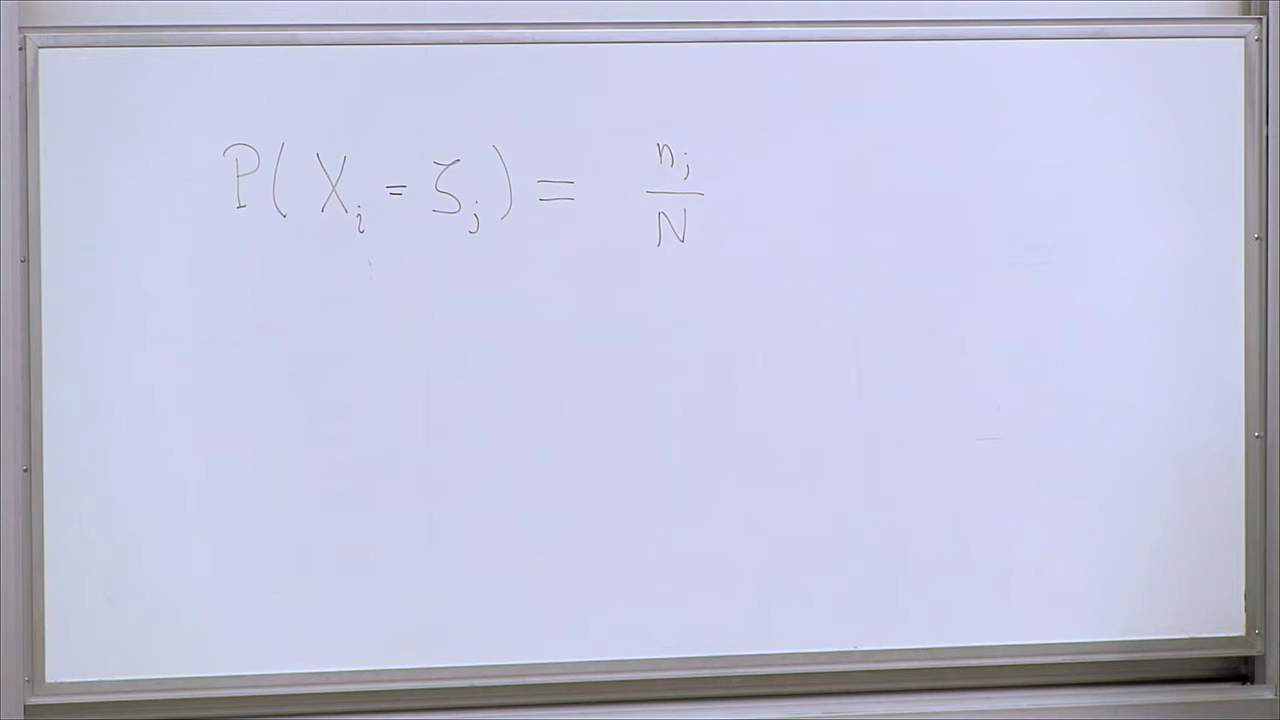 P( X_i = ζ_j ) = n_j / N